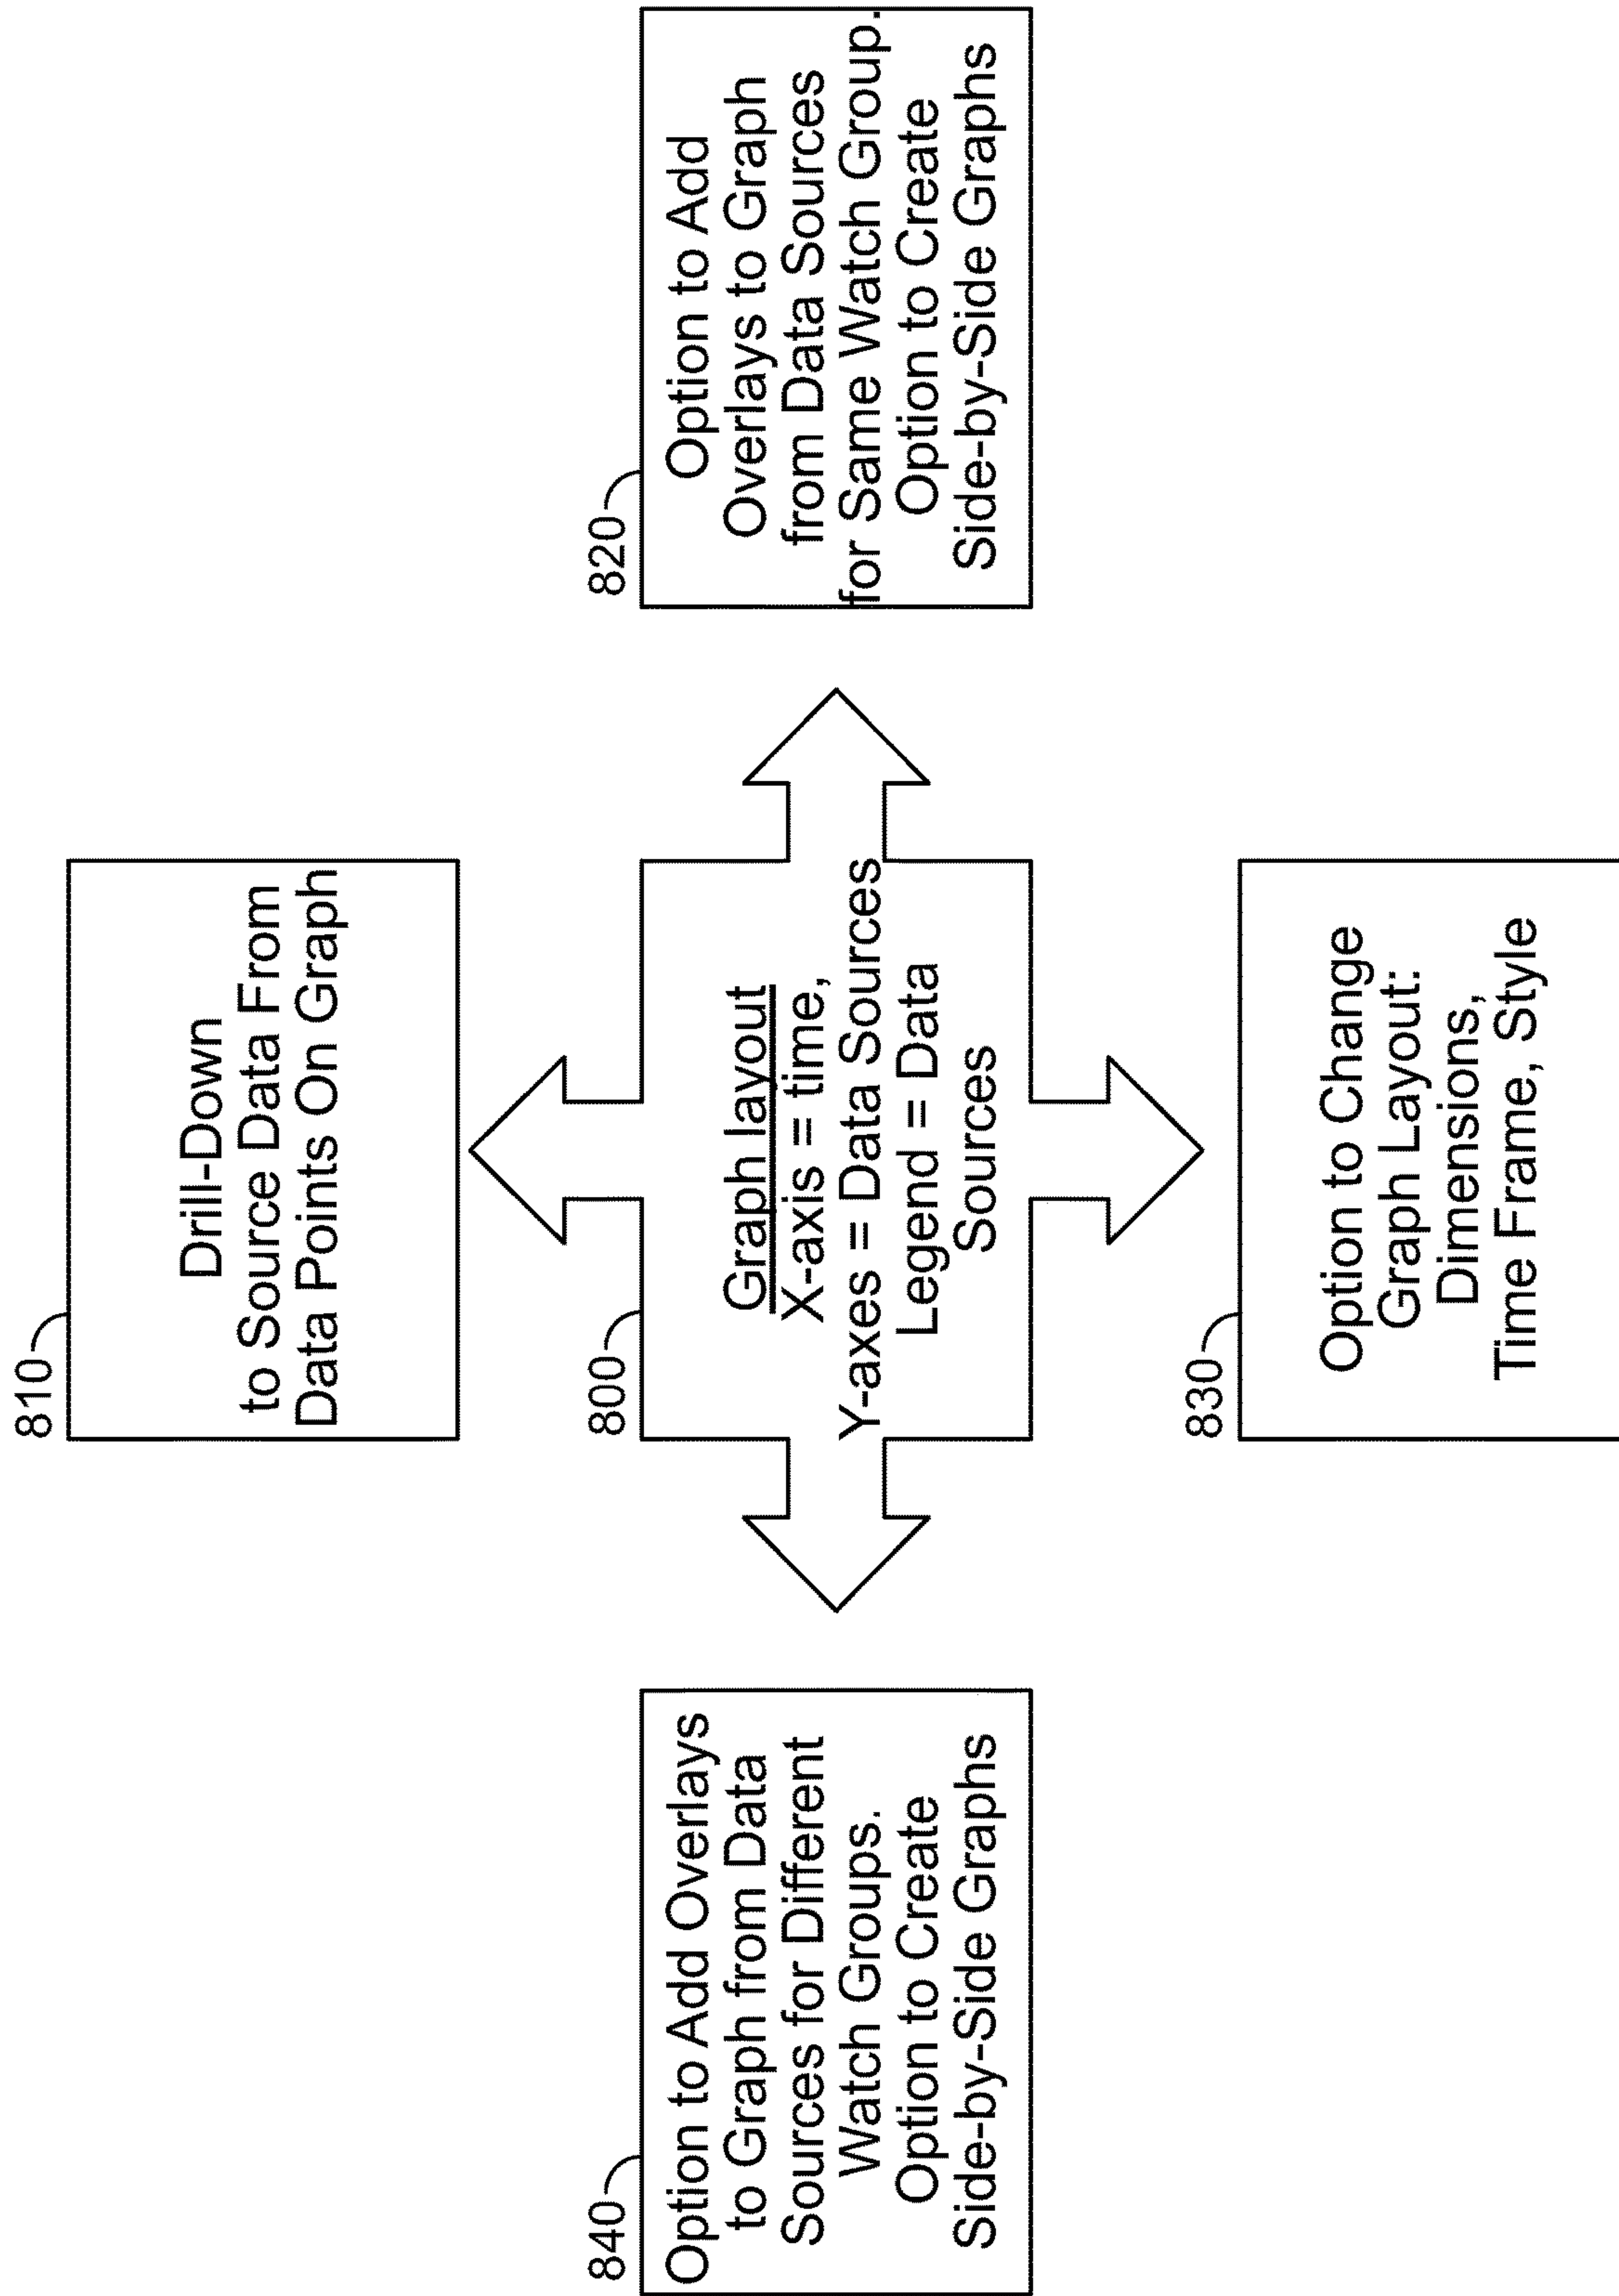 810
Drill-Down
to Source Data From
Data Points On Graph
840
Option to Add Overlays
to Graph from Data
Sources for Different
Watch Groups.
Option to Create
Side-by-Side Graphs
800
Graph layout
X-axis = time,
Y-axes = Data Sources
Legend = Data
Sources
820
Option to Add
Overlays to Graph
from Data Sources
for Same Watch Group.
Option to Create
Side-by-Side Graphs
830
Option to Change
Graph Layout:
Dimensions,
Time Frame, Style